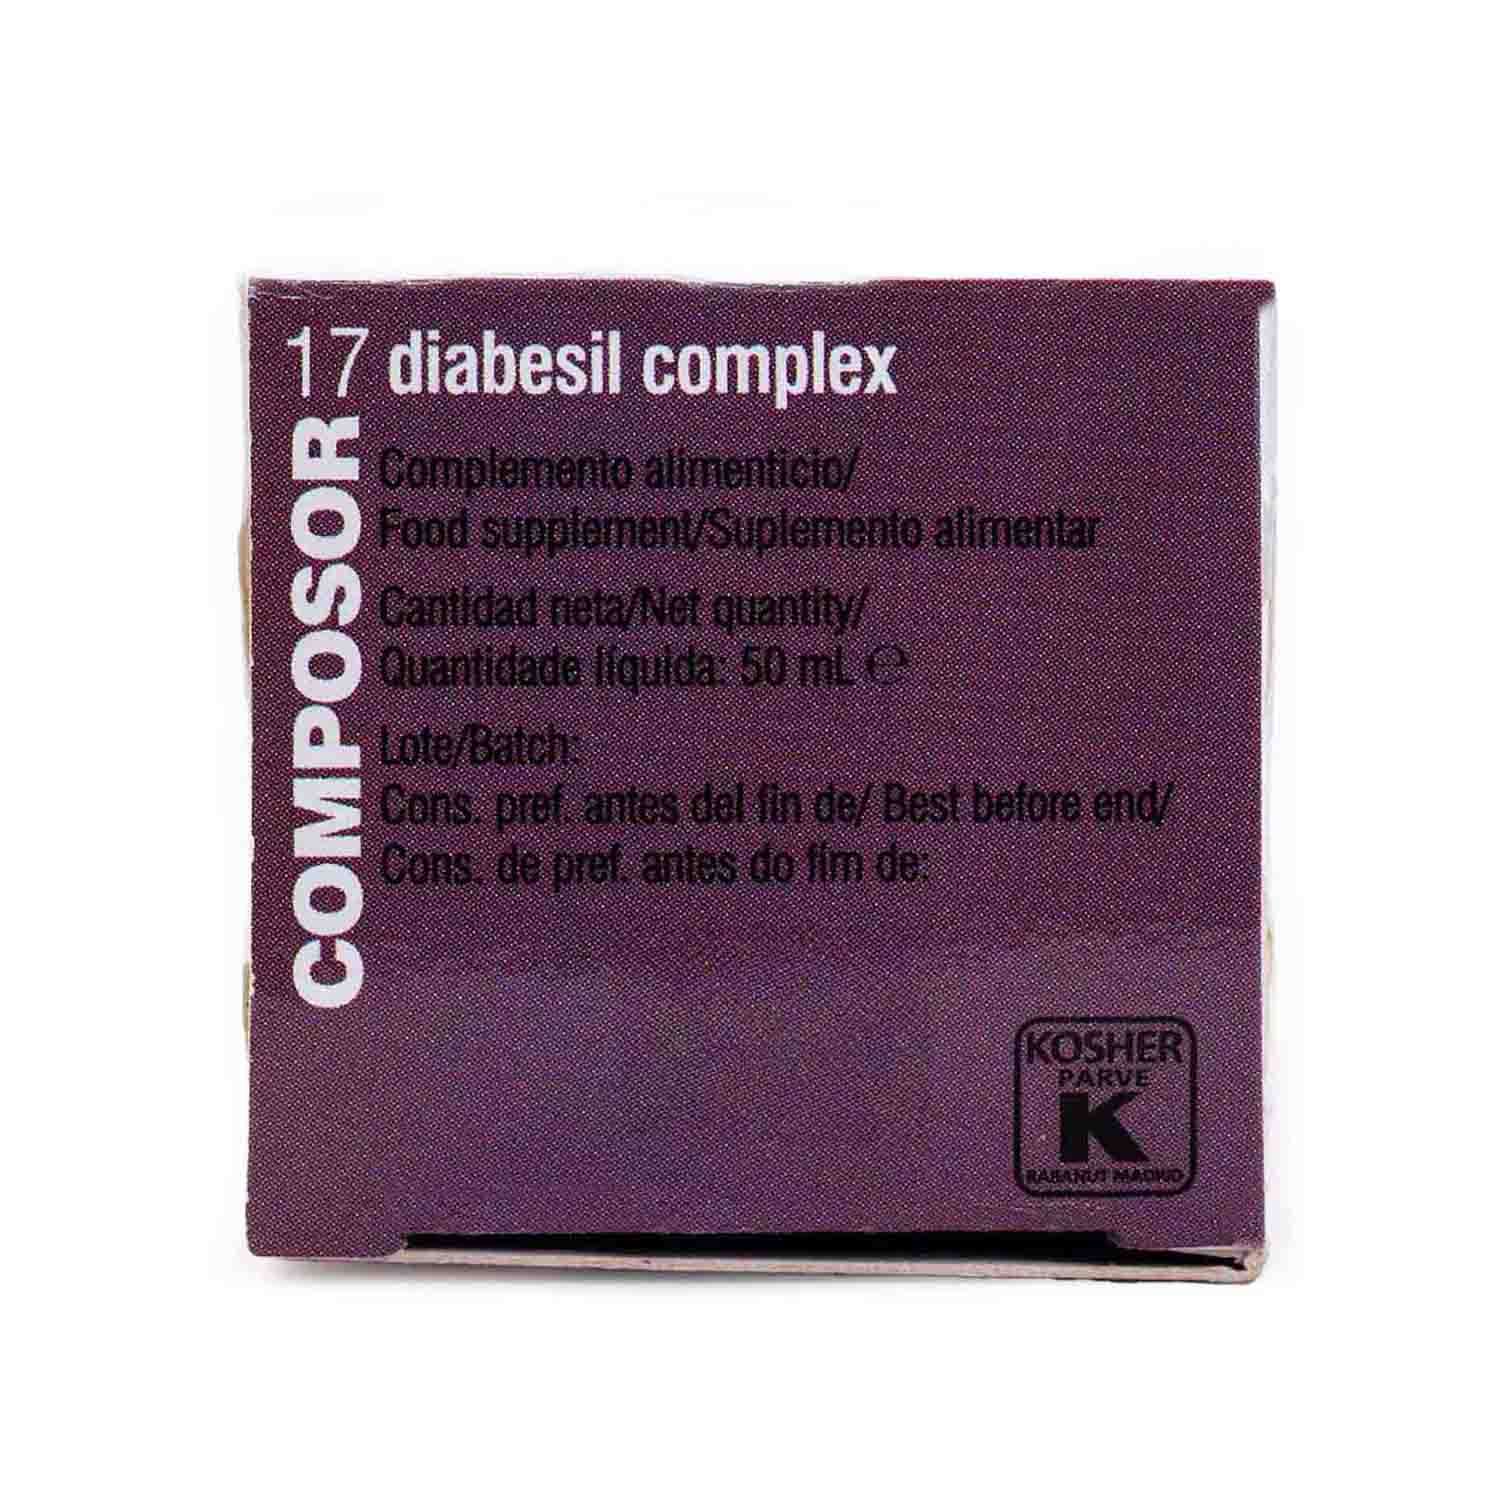 17 diabesil complex
COMPOSOR
Complemento alimenticio/
Food supplement/Suplemento alimentar
Cantidad neta/Net quantity/
Quantidade líquida: 50 mL ℮
Lote/Batch:
Cons. pref. antes del fin de/ Best before end/
Cons. de pref. antes do fim de:
KOSHER
PARVE
K
RABANUT MADRID